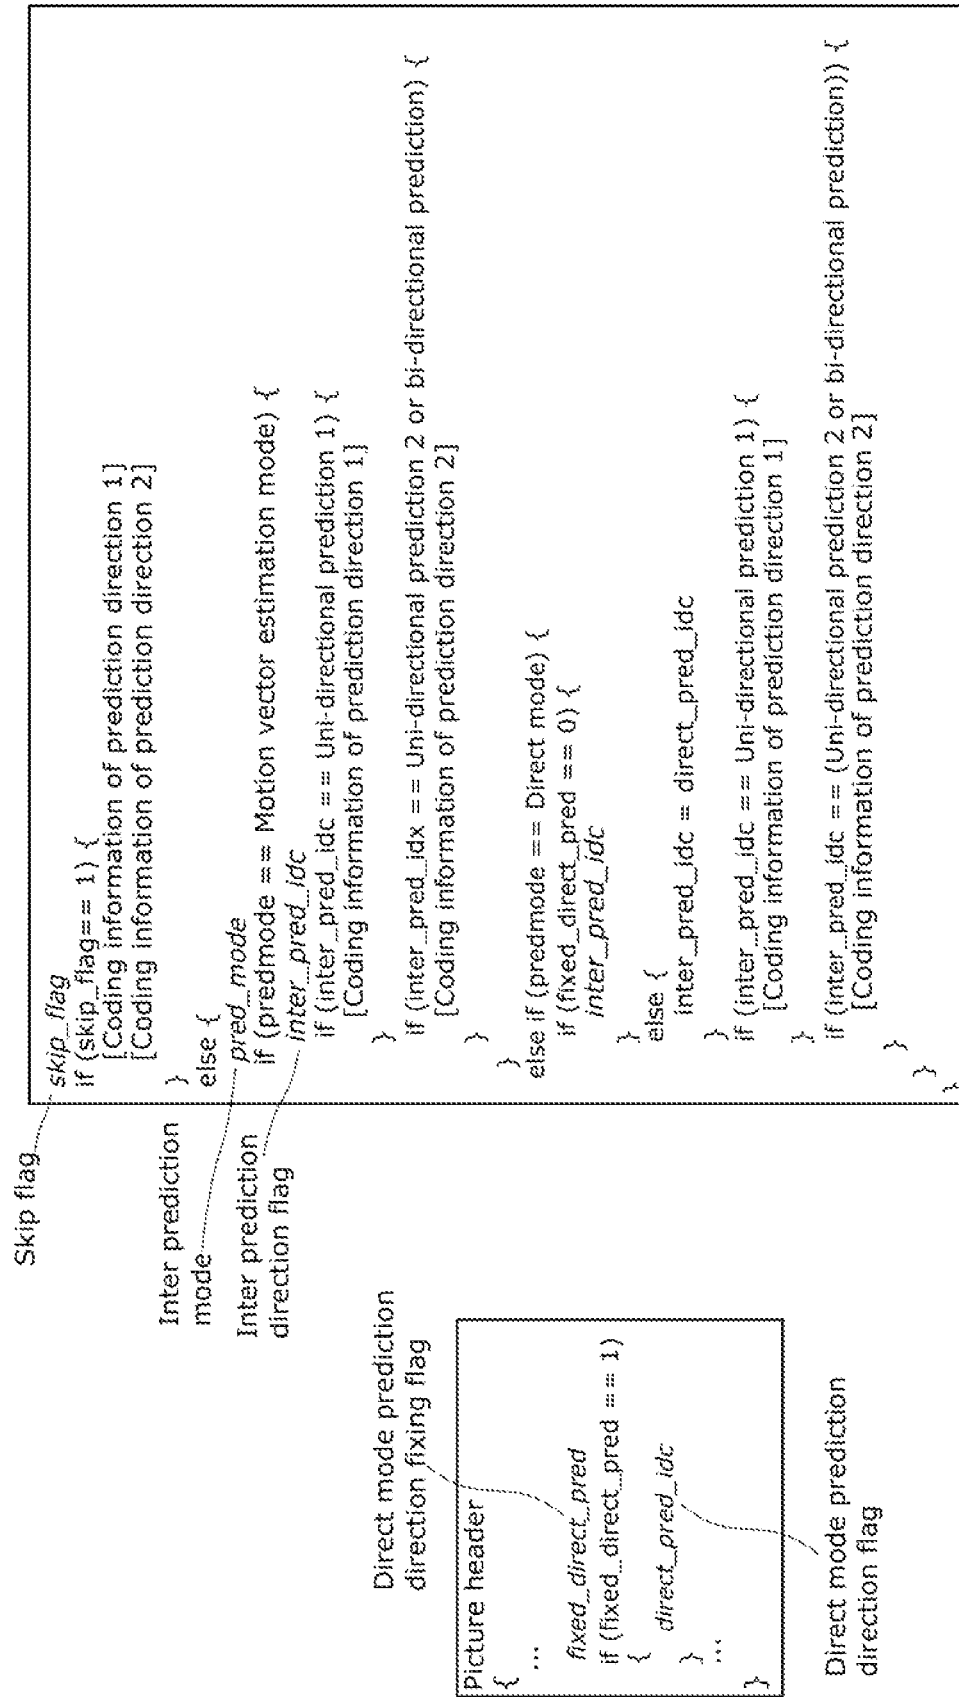 Picture header
{
...
fixed_direct_pred
if (fixed_direct_pred == 1)
{
direct_pred_idc
}
...
}
Direct mode prediction
direction fixing flag
Direct mode prediction
direction flag
Skip flag
Inter prediction
mode
Inter prediction
direction flag
skip_flag
if (skip_flag== 1) {
[Coding information of prediction direction 1]
[Coding information of prediction direction 2]
}
else {
pred_mode
if (predmode == Motion vector estimation mode) {
inter_pred_idc
if (inter_pred_idc == Uni-directional prediction 1) {
[Coding information of prediction direction 1]
}
if (inter_pred_idx == Uni-directional prediction 2 or bi-directional prediction) {
[Coding information of prediction direction 2]
}
}
else if (predmode == Direct mode) {
if (fixed_direct_pred == 0) {
inter_pred_idc
}
else {
inter_pred_idc = direct_pred_idc
}
if (inter_pred_idc == Uni-directional prediction 1) {
[Coding information of prediction direction 1]
}
if (inter_pred_idc == (Uni-directional prediction 2 or bi-directional prediction)) {
[Coding information of prediction direction 2]
}
}
}